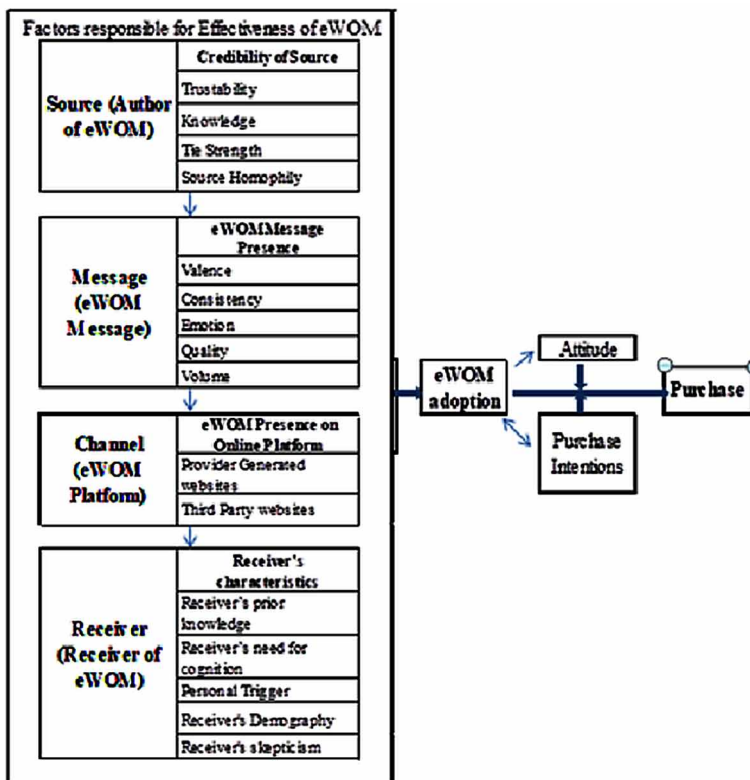 Factors responsible for Effectiveness of eWOM
Source (Author
of eWOM)
Credibility of Source
Trustability
Knowledge
Tie Strength
Source Homophily
Message
(eWOM
Message)
eWOM Message
Presence
Valence
Consistency
Emotion
Quality
Volume
Channel
(eWOM
Platform)
eWOM Presence on
Online Platform
Provider Generated
websites
Third Party websites
Receiver
(Receiver of
eWOM)
Receiver's
characteristics
Receiver's prior
knowledge
Receiver's need for
cognition
Personal Trigger
Receiver's Demography
Receiver's skepticism
eWOM
adoption
Attitude
Purchase
Intentions
Purchase